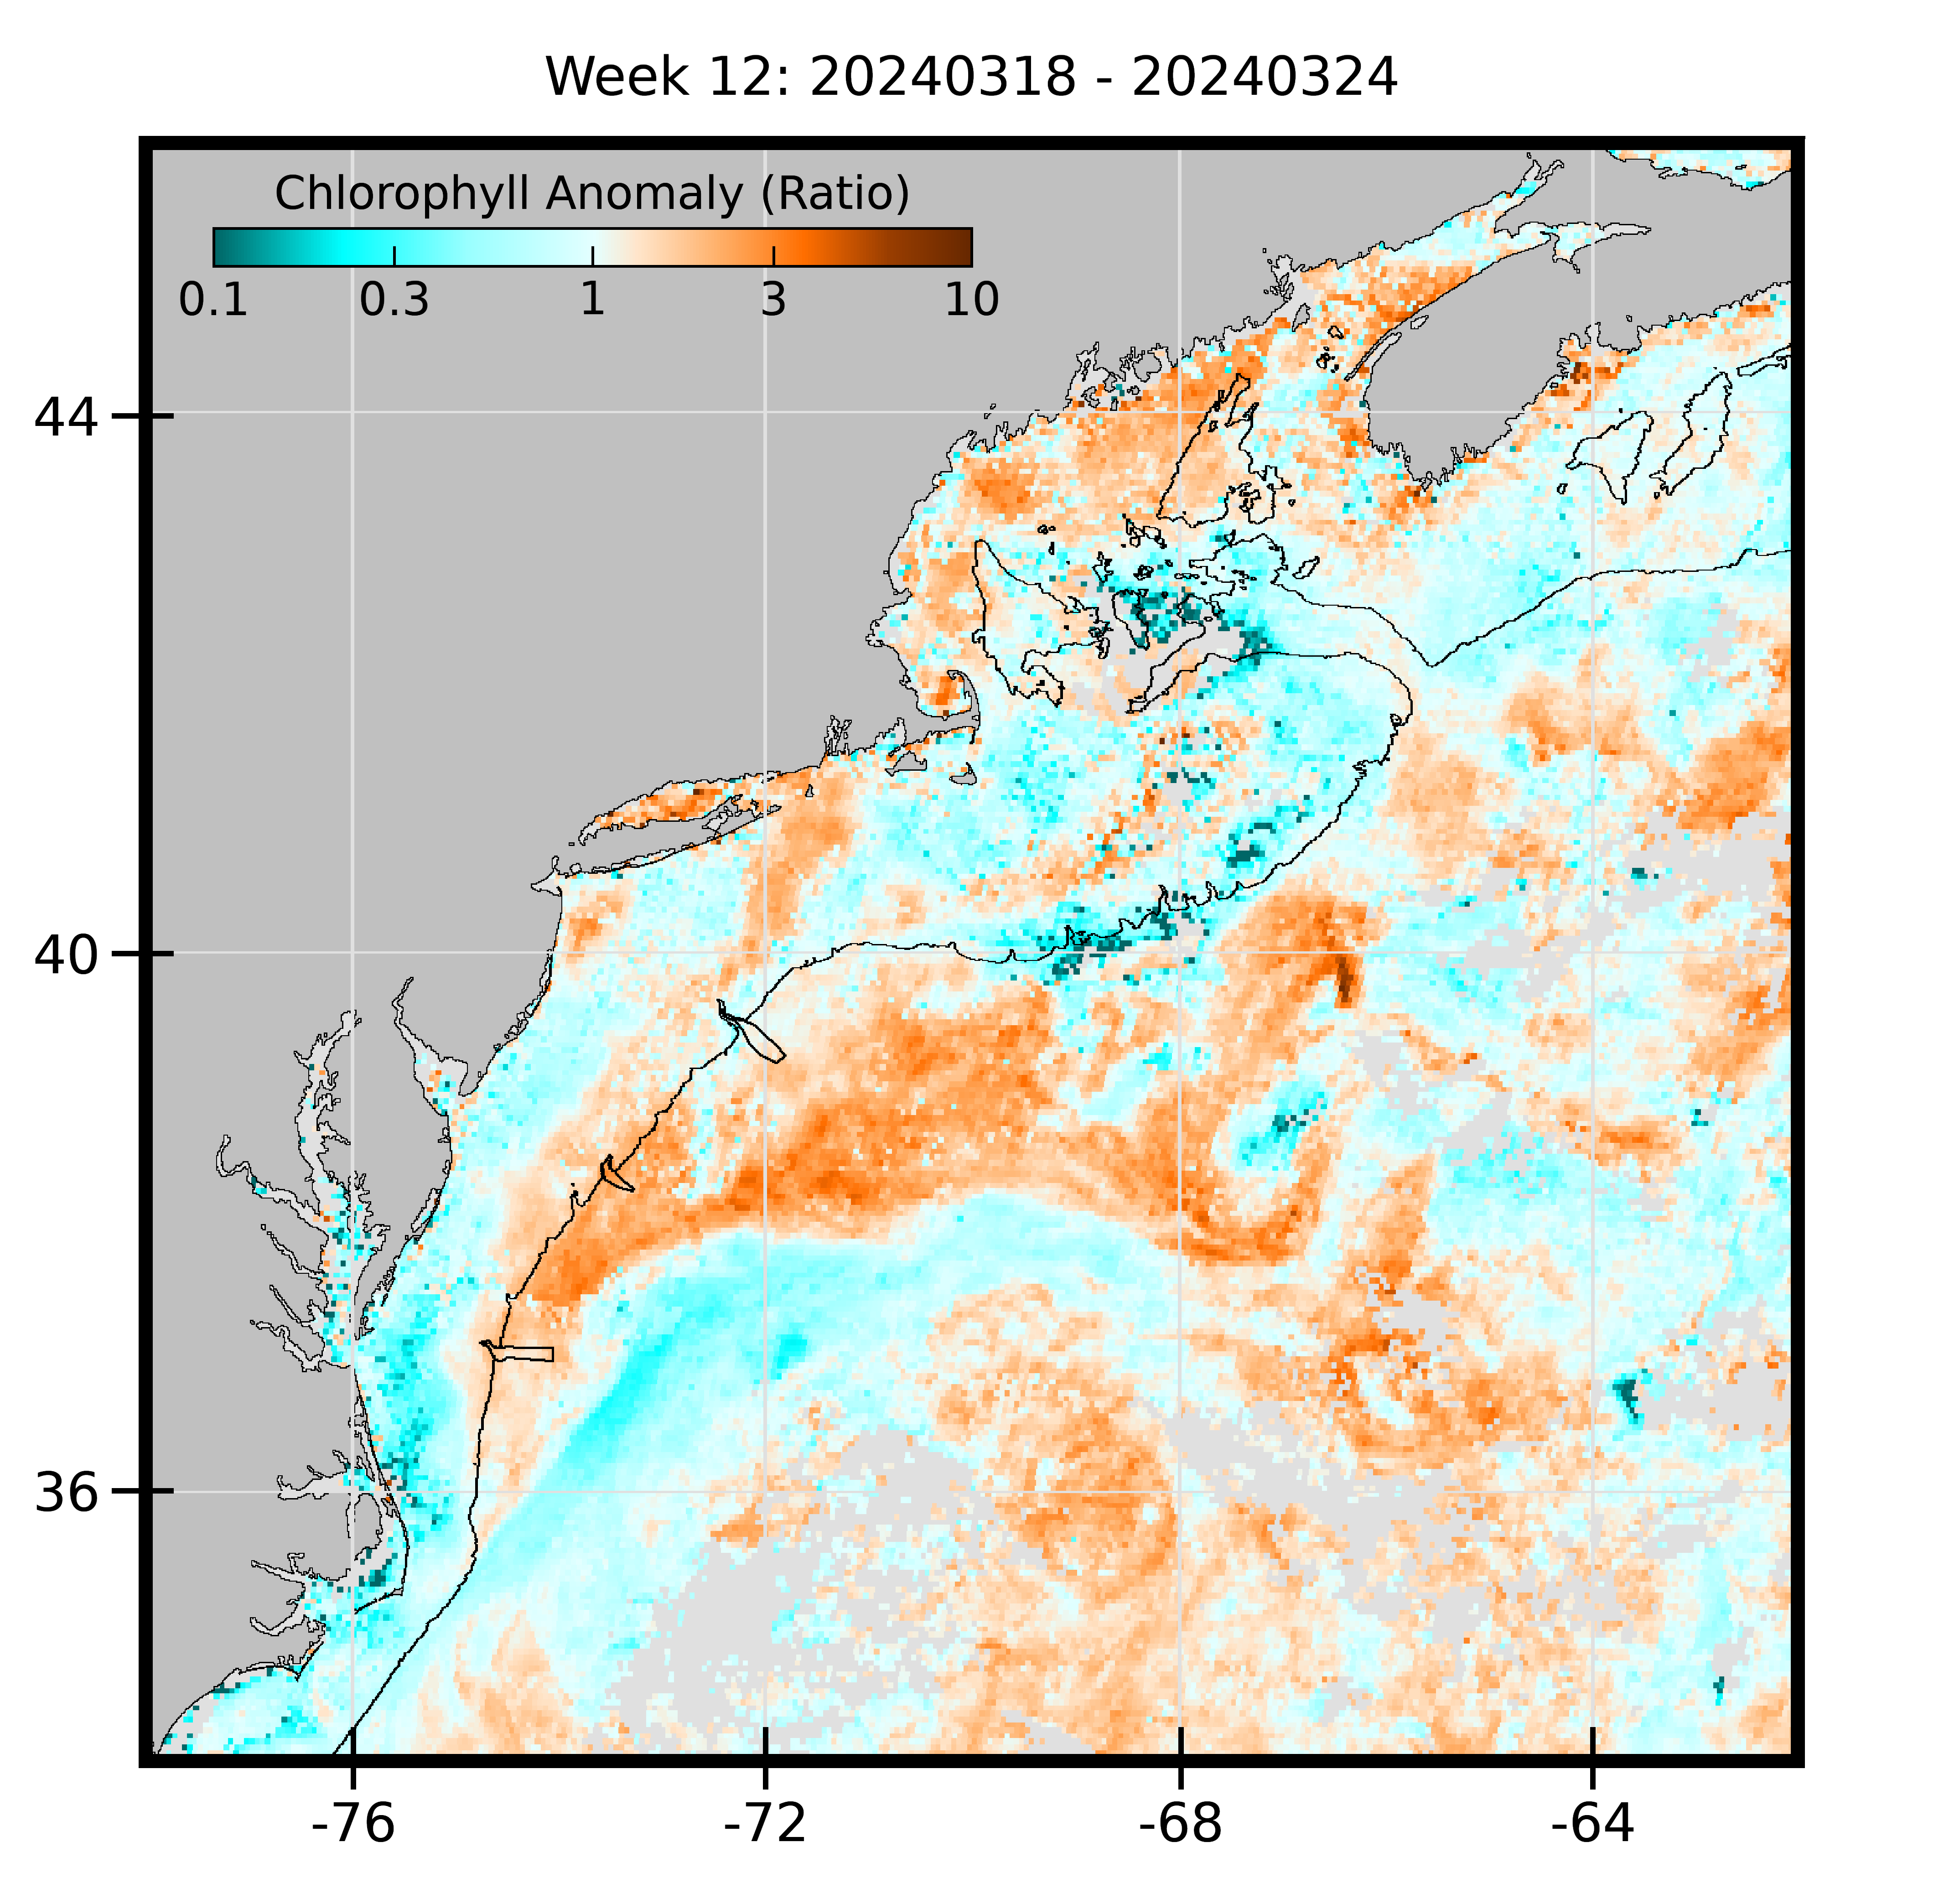 Week 12: 20240318 - 20240324
Chlorophyll Anomaly (Ratio)
0.1 0.3 1 3 10
44
40
36
-76 -72 -68 -64